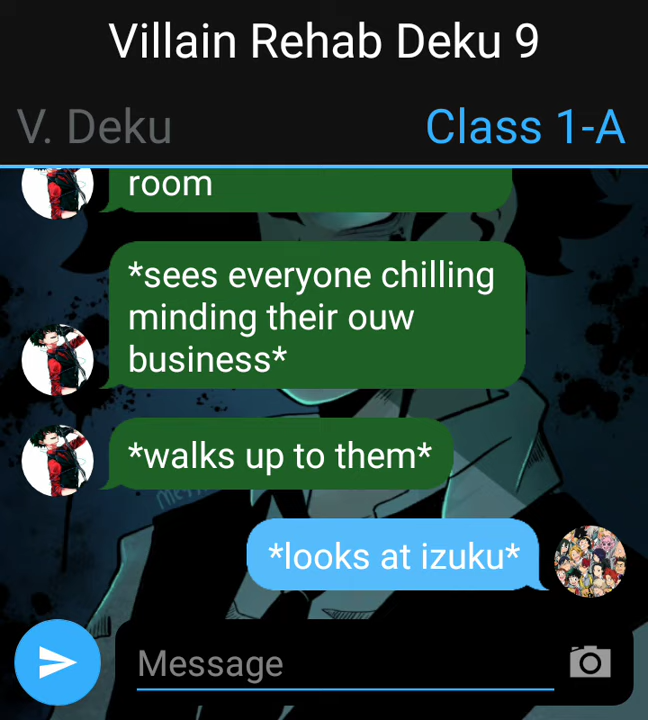 Villain Rehab Deku 9
V. Deku
Class 1-A
room
*sees everyone chilling
minding their ouw
business*
*walks up to them*
*looks at izuku*
Message